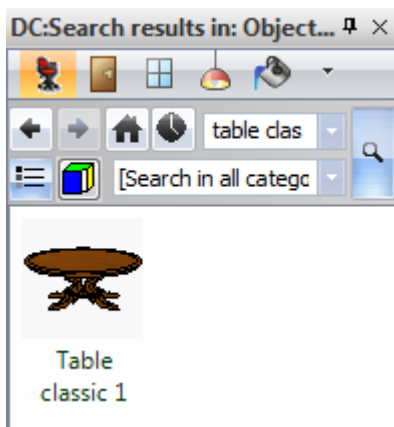 DC:Search results in: Object...
table clas
[Search in all catego
Table
classic 1